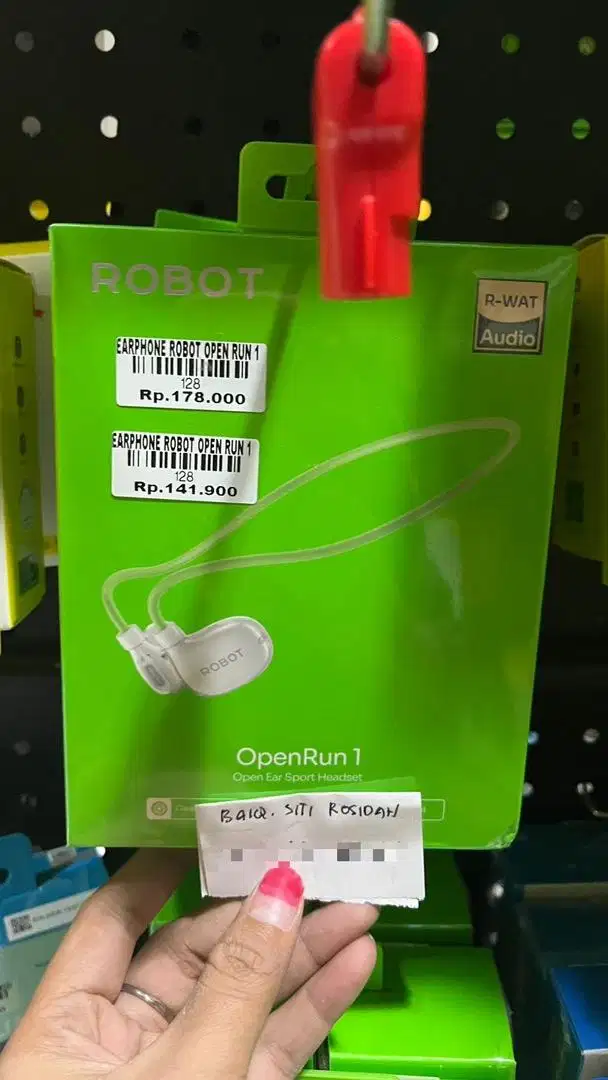 ROBOT
R-WAT
Audio
EARPHONE ROBOT OPEN RUN 1
128
Rp.178.000
EARPHONE ROBOT OPEN RUN 1
128
Rp.141.900
ROBOT
OpenRun 1
Open Ear Sport Headset
BAIQ. SITI ROSIDAH